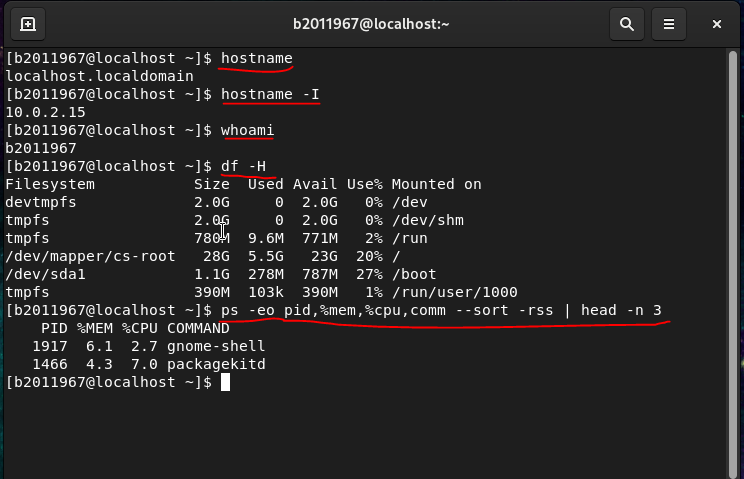 b2011967@localhost:~
[b2011967@localhost ~]$ hostname
localhost.localdomain
[b2011967@localhost ~]$ hostname -I
10.0.2.15
[b2011967@localhost ~]$ whoami
b2011967
[b2011967@localhost ~]$ df -H
Filesystem           Size  Used Avail Use% Mounted on
devtmpfs             2.0G     0  2.0G   0% /dev
tmpfs                2.0G     0  2.0G   0% /dev/shm
tmpfs                780M  9.6M  771M   2% /run
/dev/mapper/cs-root   28G  5.5G   23G  20% /
/dev/sda1            1.1G  278M  787M  27% /boot
tmpfs                390M  103k  390M   1% /run/user/1000
[b2011967@localhost ~]$ ps -eo pid,%mem,%cpu,comm --sort -rss | head -n 3
    PID %MEM %CPU COMMAND
   1917  6.1  2.7 gnome-shell
   1466  4.3  7.0 packagekitd
[b2011967@localhost ~]$